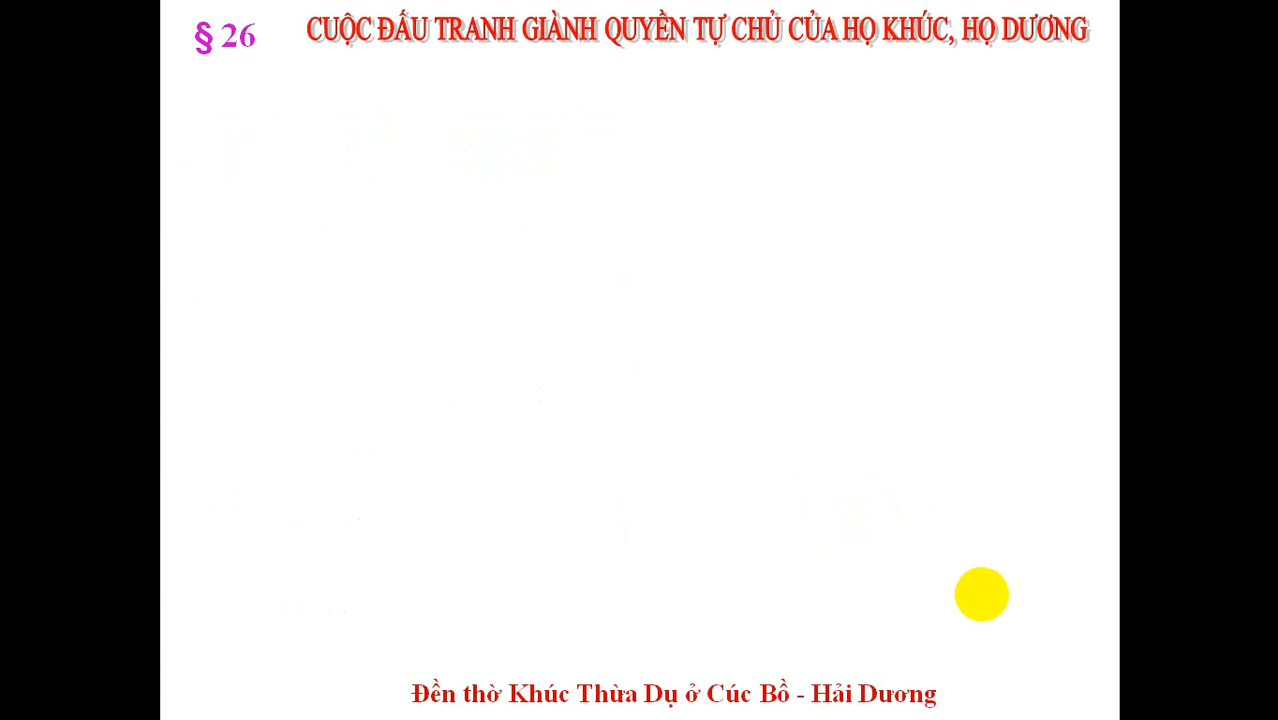 § 26 CUỘC ĐẤU TRANH GIÀNH QUYỀN TỰ CHỦ CỦA HỌ KHÚC, HỌ DƯƠNG
Đền thờ Khúc Thừa Dụ ở Cúc Bồ - Hải Dương